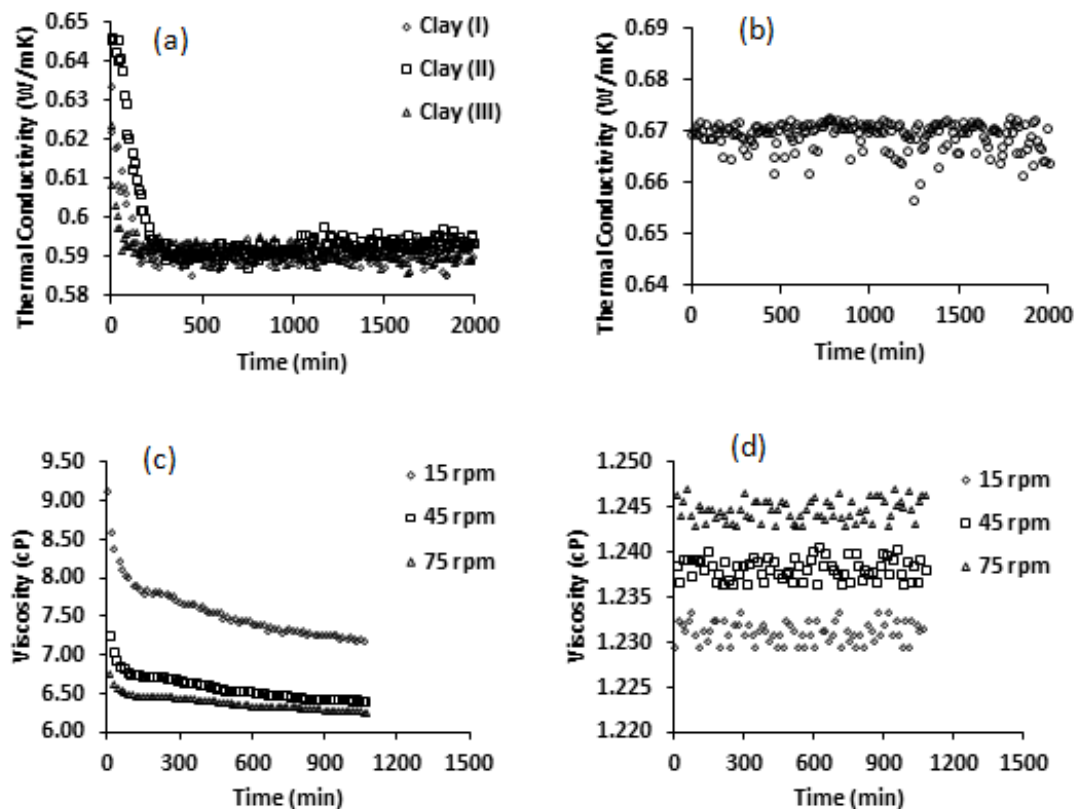 (a)
Thermal Conductivity (W/mK)
0.65
0.64
0.63
0.62
0.61
0.6
0.59
0.58
0 500 1000 1500 2000
Time (min)
Clay (I)
Clay (II)
Clay (III)
(b)
Thermal Conductivity (W/mK)
0.69
0.68
0.67
0.66
0.65
0.64
0 500 1000 1500 2000
Time (min)
(c)
Viscosity (cP)
9.50
9.00
8.50
8.00
7.50
7.00
6.50
6.00
0 300 600 900 1200 1500
Time (min)
15 rpm
45 rpm
75 rpm
(d)
Viscosity (cP)
1.250
1.245
1.240
1.235
1.230
1.225
1.220
0 300 600 900 1200 1500
Time (min)
15 rpm
45 rpm
75 rpm